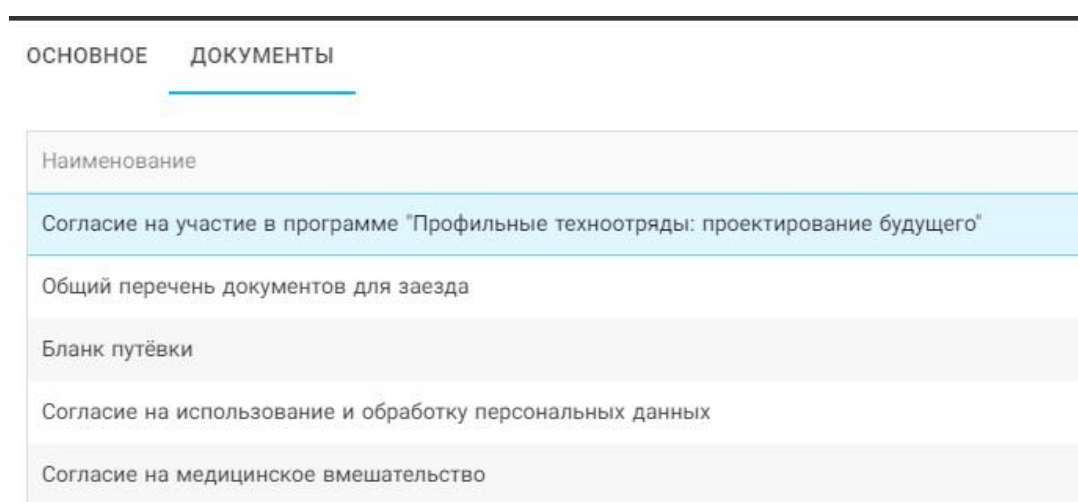 ОСНОВНОЕ ДОКУМЕНТЫ
Наименование
Согласие на участие в программе "Профильные техноотряды: проектирование будущего"
Общий перечень документов для заезда
Бланк путёвки
Согласие на использование и обработку персональных данных
Согласие на медицинское вмешательство